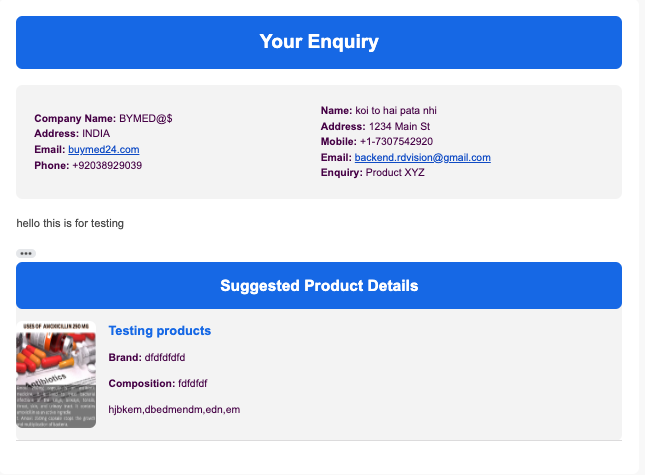 Your Enquiry
Company Name: BYMED@$
Address: INDIA
Email: buymed24.com
Phone: +92038929039
Name: koi to hai pata nhi
Address: 1234 Main St
Mobile: +1-7307542920
Email: backend.rdvision@gmail.com
Enquiry: Product XYZ
hello this is for testing
Suggested Product Details
USES OF AMOXICILLIN 250 MG
Antibiotics
Testing products
Brand: dfdfdfdfd
Composition: fdfdfdf
hjbkem,dbedmendm,edn,em